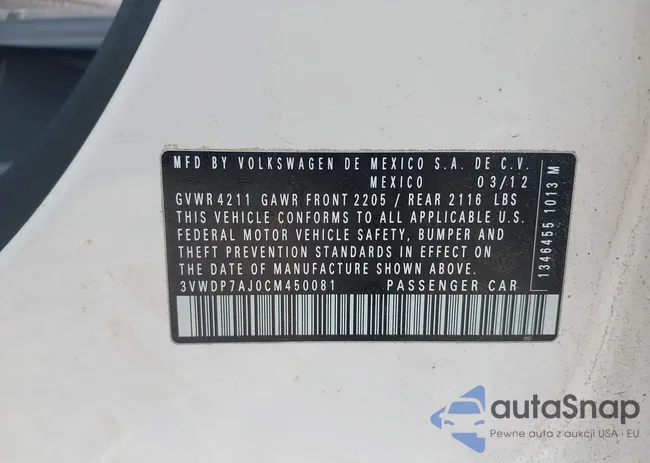 MFD BY VOLKSWAGEN DE MEXICO S.A. DE C.V.
MEXICO 03/12
GVWR 4211 GAWR FRONT 2205 / REAR 2116 LBS
THIS VEHICLE CONFORMS TO ALL APPLICABLE U.S.
FEDERAL MOTOR VEHICLE SAFETY, BUMPER AND
THEFT PREVENTION STANDARDS IN EFFECT ON
THE DATE OF MANUFACTURE SHOWN ABOVE.
3VWDP7AJ0CM450081 PASSENGER CAR
1346455 1013 M
autaSnap
Pewne auta z aukcji USA i EU